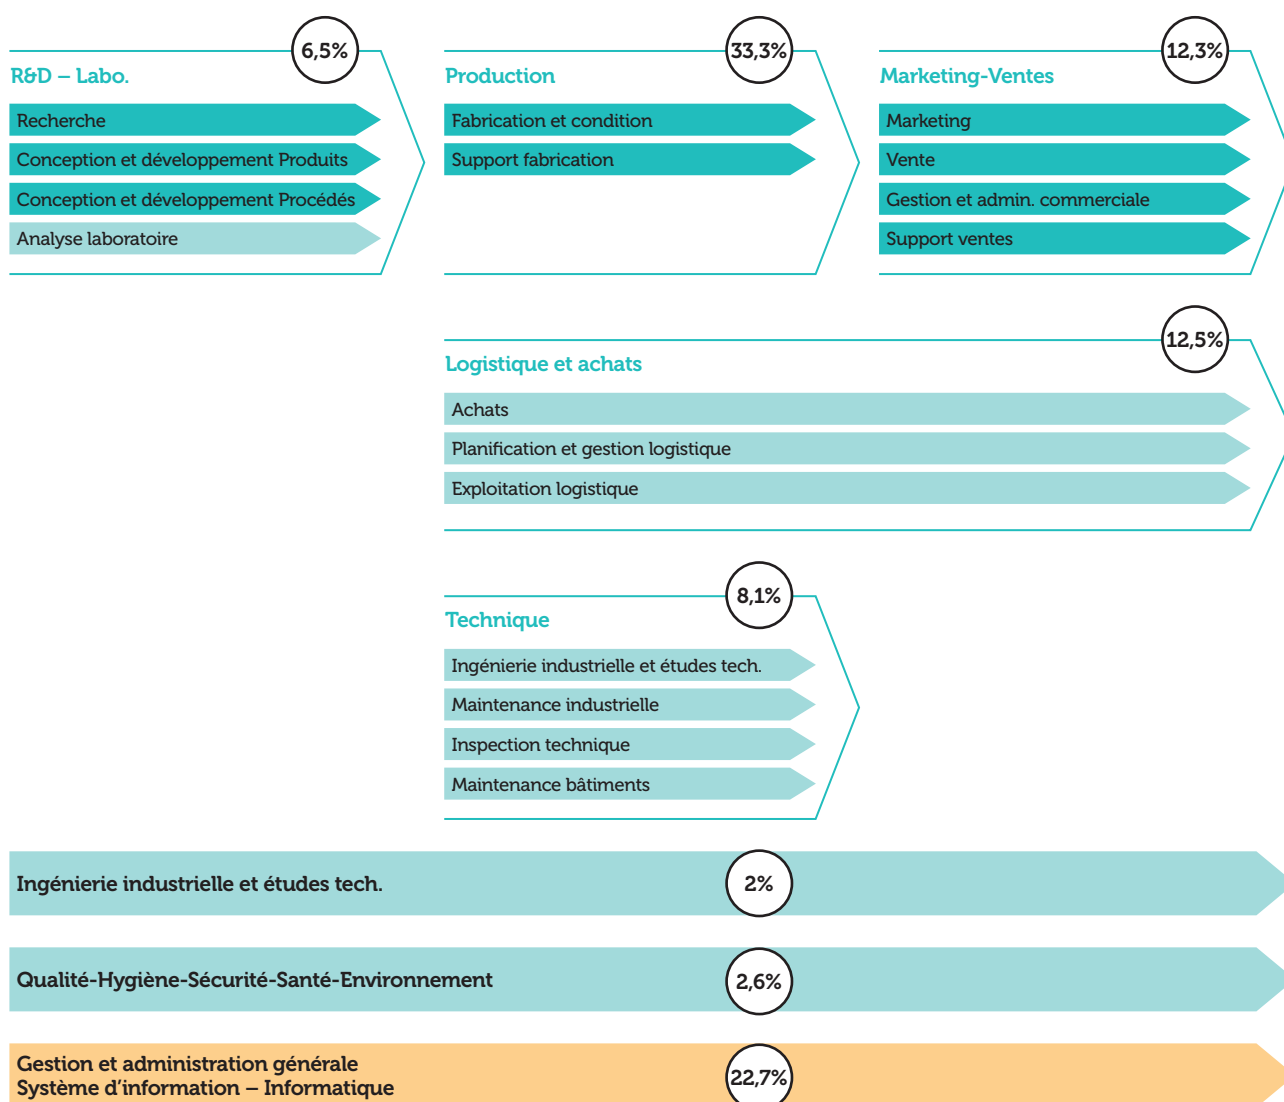 6,5%
R&D – Labo.
Recherche
Conception et développement Produits
Conception et développement Procédés
Analyse laboratoire
33,3%
Production
Fabrication et condition
Support fabrication
12,3%
Marketing-Ventes
Marketing
Vente
Gestion et admin. commerciale
Support ventes
12,5%
Logistique et achats
Achats
Planification et gestion logistique
Exploitation logistique
8,1%
Technique
Ingénierie industrielle et études tech.
Maintenance industrielle
Inspection technique
Maintenance bâtiments
Ingénierie industrielle et études tech.
2%
Qualité-Hygiène-Sécurité-Santé-Environnement
2,6%
Gestion et administration générale
Système d’information – Informatique
22,7%